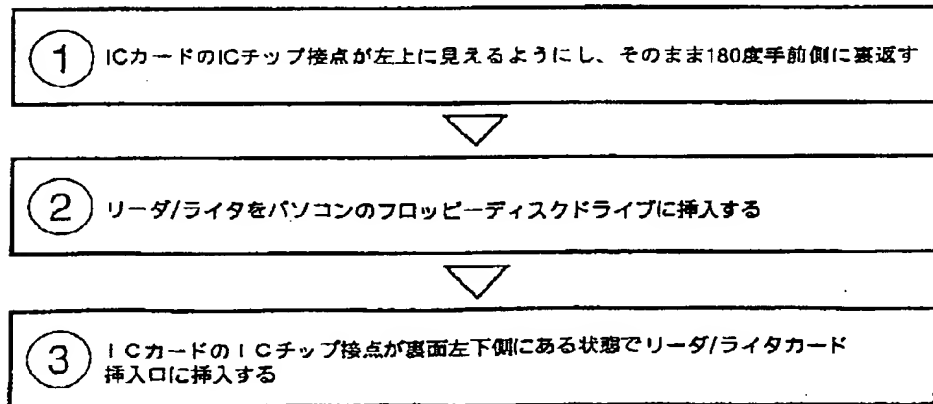 ① ICカードのICチップ接点が左上に見えるようにし、そのまま180度手前側に裏返す
② リーダ/ライタをパソコンのフロッピーディスクドライブに挿入する
③ ICカードのICチップ接点が裏面左下側にある状態でリーダ/ライタカード
挿入口に挿入する